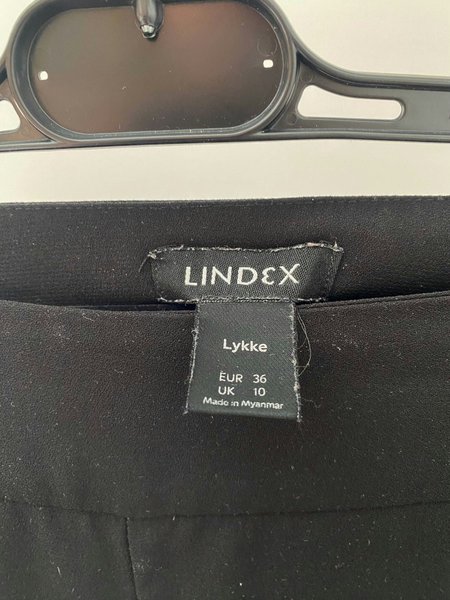 LINDEX
Lykke
EUR 36
UK 10
Made in Myanmar